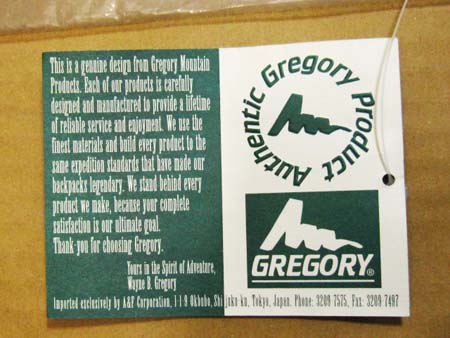 This is a genuine design from Gregory Mountain
Products. Each of our products is carefully
designed and manufactured to provide a lifetime
of reliable service and enjoyment. We use the
finest materials and build every product to the
same expedition standards that have made our
backpacks legendary. We stand behind every
product we make, because your complete
satisfaction is our ultimate goal.
Thank you for choosing Gregory.
Yours in the Spirit of Adventure,
Wayne B. Gregory
Authentic Gregory Product
GREGORY®
Imported exclusively by A&F Corporation, 1-1-9 Okbubo, Shinjuku-ku, Tokyo, Japan. Phone: 3209-7575, Fax: 3209-7497